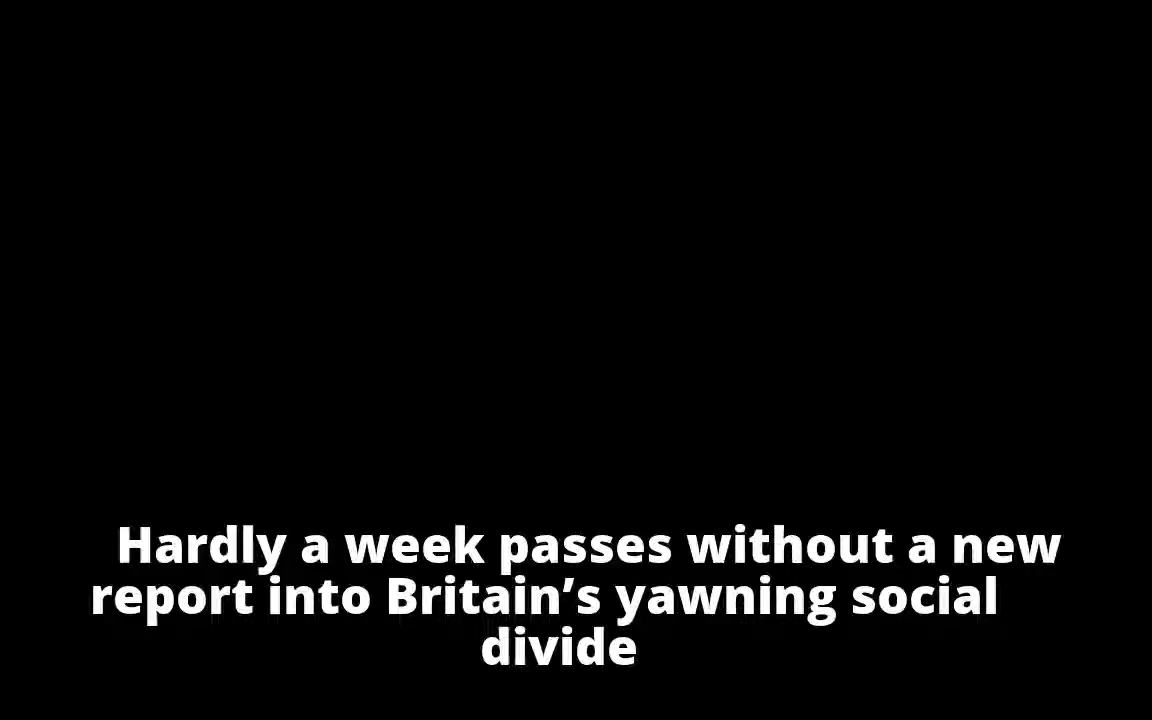 Hardly a week passes without a new
report into Britain’s yawning social
divide